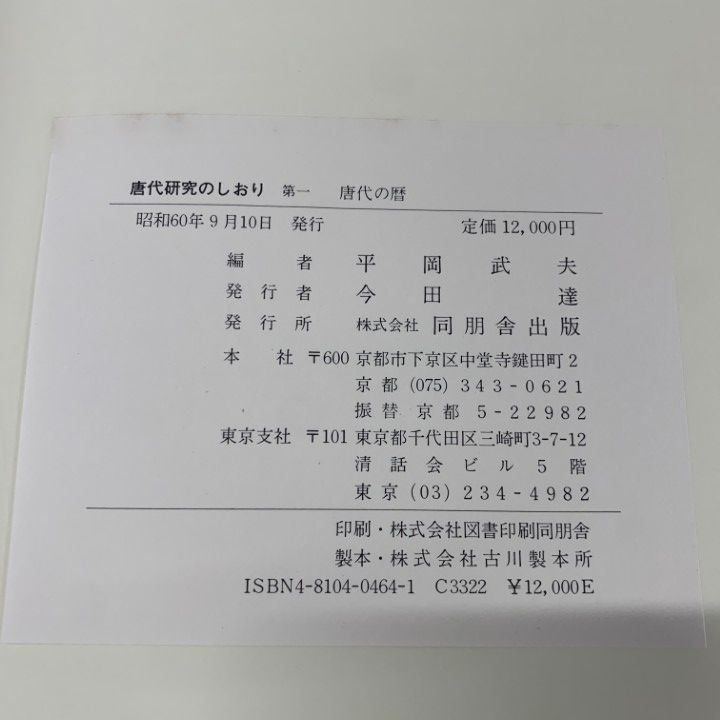 唐代研究のしおり 第一 唐代の暦
昭和60年9月10日 発行 定価12,000円
編者 平岡武夫
発行者 今田達
発行所 株式会社 同朋舎出版
本社 〒600 京都市下京区中堂寺鍵田町2
京都(075)343-0621
振替 京都 5-22982
東京支社 〒101 東京都千代田区三崎町3-7-12
清話会ビル5階
東京(03)234-4982
印刷・株式会社図書印刷同朋舎
製本・株式会社古川製本所
ISBN4-8104-0464-1 C3322 ¥12,000E